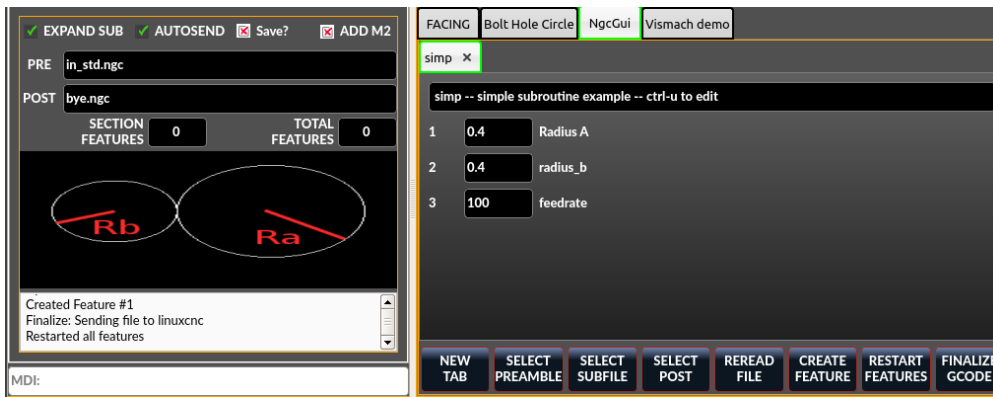 EXPAND SUB AUTOSEND Save? ADD M2
PRE in_std.ngc
POST bye.ngc
SECTION FEATURES 0 TOTAL FEATURES 0
Rb
Ra
Created Feature #1
Finalize: Sending file to linuxcnc
Restarted all features
MDI:
FACING Bolt Hole Circle NgcGui Vismach demo
simp ×
simp -- simple subroutine example -- ctrl-u to edit
1 0.4 Radius A
2 0.4 radius_b
3 100 feedrate
NEW TAB SELECT PREAMBLE SELECT SUBFILE SELECT POST REREAD FILE CREATE FEATURE RESTART FEATURES FINALIZE GCODE